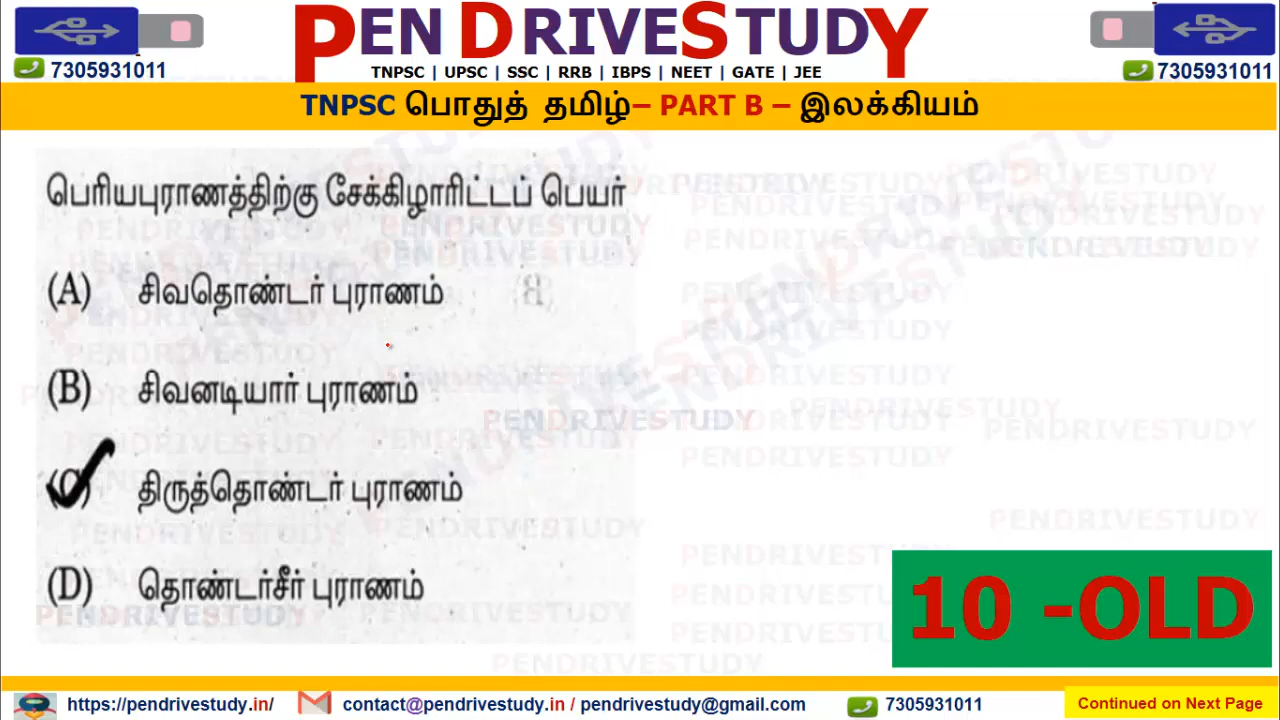 PEN DRIVESTUDY
7305931011
TNPSC | UPSC | SSC | RRB | IBPS | NEET | GATE | JEE
7305931011
TNPSC பொதுத் தமிழ்– PART B – இலக்கியம்
பெரியபுராணத்திற்கு சேக்கிழாரிட்டப் பெயர்
(A) சிவதொண்டர் புராணம்
(B) சிவனடியார் புராணம்
(C) திருத்தொண்டர் புராணம்
(D) தொண்டர்சீர் புராணம்
PENDRIVESTUDY
10 -OLD
https://pendrivestudy.in/
contact@pendrivestudy.in / pendrivestudy@gmail.com
7305931011
Continued on Next Page